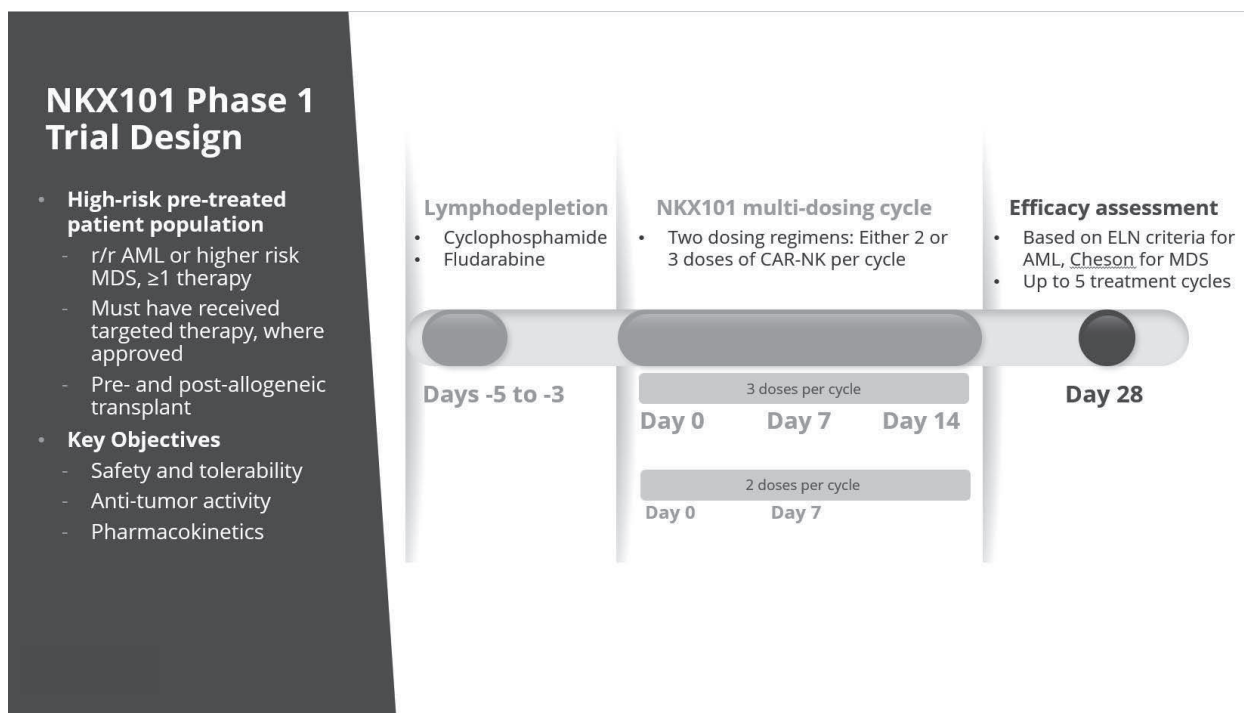 NKX101 Phase 1
Trial Design
• High-risk pre-treated
patient population
- r/r AML or higher risk
MDS, ≥1 therapy
- Must have received
targeted therapy, where
approved
- Pre- and post-allogeneic
transplant
• Key Objectives
- Safety and tolerability
- Anti-tumor activity
- Pharmacokinetics
Lymphodepletion
• Cyclophosphamide
• Fludarabine
Days -5 to -3
NKX101 multi-dosing cycle
• Two dosing regimens: Either 2 or
3 doses of CAR-NK per cycle
3 doses per cycle
Day 0 Day 7 Day 14
2 doses per cycle
Day 0 Day 7
Efficacy assessment
• Based on ELN criteria for
AML, Cheson for MDS
• Up to 5 treatment cycles
Day 28